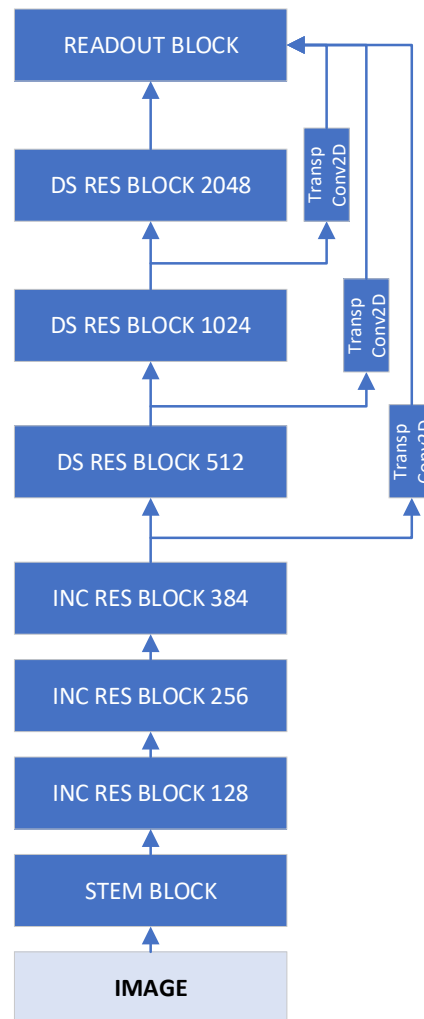 READOUT BLOCK
DS RES BLOCK 2048
Transp
Conv2D
DS RES BLOCK 1024
Transp
Conv2D
DS RES BLOCK 512
Transp
Conv2D
INC RES BLOCK 384
INC RES BLOCK 256
INC RES BLOCK 128
STEM BLOCK
IMAGE